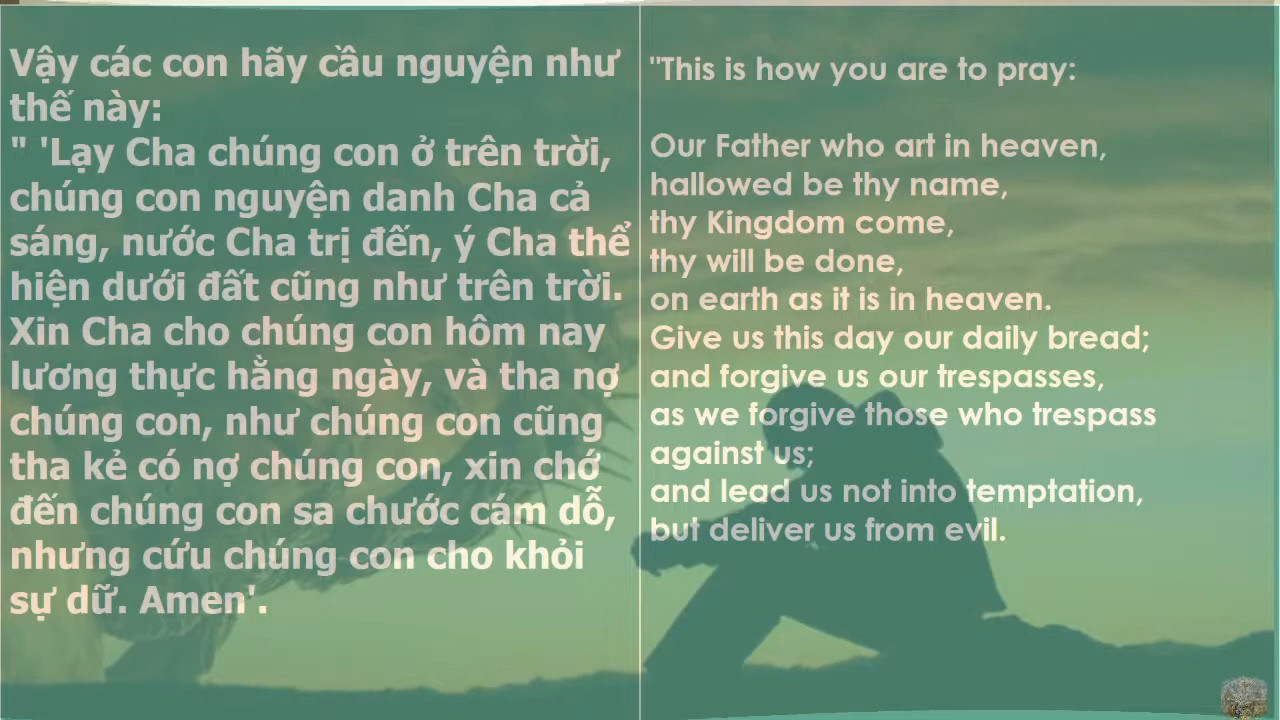 Vậy các con hãy cầu nguyện như
thế này:
" 'Lạy Cha chúng con ở trên trời,
chúng con nguyện danh Cha cả
sáng, nước Cha trị đến, ý Cha thể
hiện dưới đất cũng như trên trời.
Xin Cha cho chúng con hôm nay
lương thực hằng ngày, và tha nợ
chúng con, như chúng con cũng
tha kẻ có nợ chúng con, xin chớ
đến chúng con sa chước cám dỗ,
nhưng cứu chúng con cho khỏi
sự dữ. Amen'.
"This is how you are to pray:
Our Father who art in heaven,
hallowed be thy name,
thy Kingdom come,
thy will be done,
on earth as it is in heaven.
Give us this day our daily bread;
and forgive us our trespasses,
as we forgive those who trespass
against us;
and lead us not into temptation,
but deliver us from evil.